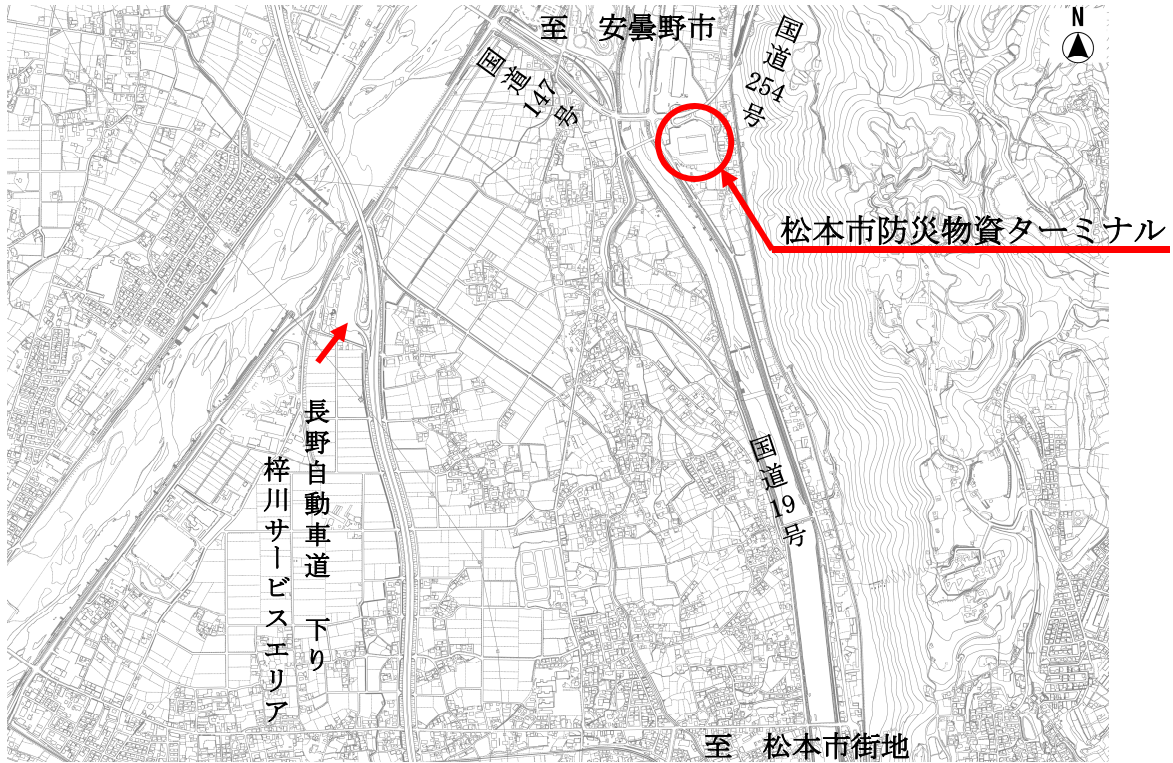 至　安曇野市
N
国道147号
国道254号
松本市防災物資ターミナル
長野自動車道　下り
梓川サービスエリア
国道19号
至　松本市街地